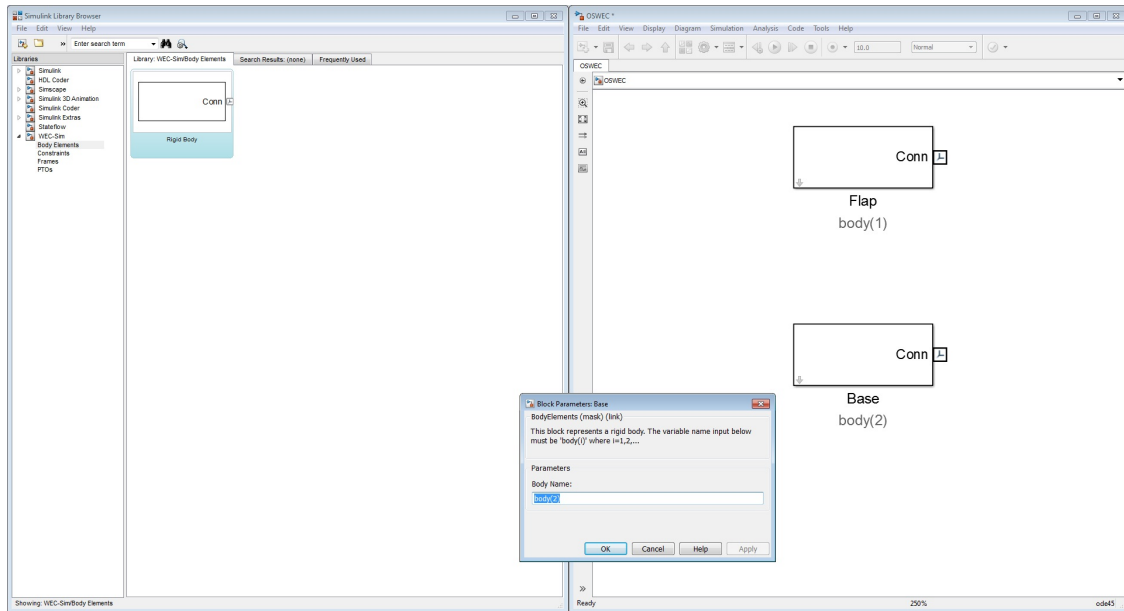 Simulink Library Browser
File Edit View Help
Enter search term
Libraries
Simulink
HDL Coder
Simscape
Simulink 3D Animation
Simulink Coder
Simulink Extras
Stateflow
WEC-Sim
Body Elements
Constraints
Frames
PTOs
Library: WEC-Sim/Body Elements
Search Results: (none)
Frequently Used
Conn
Rigid Body
Showing: WEC-Sim/Body Elements
OSWEC *
File Edit View Display Diagram Simulation Analysis Code Tools Help
10.0
Normal
OSWEC
OSWEC
Conn
Flap
body(1)
Conn
Base
body(2)
Block Parameters: Base
BodyElements (mask) (link)
This block represents a rigid body. The variable name input below
must be 'body(i)' where i=1,2,...
Parameters
Body Name:
body(2)
OK Cancel Help Apply
Ready 250% ode45